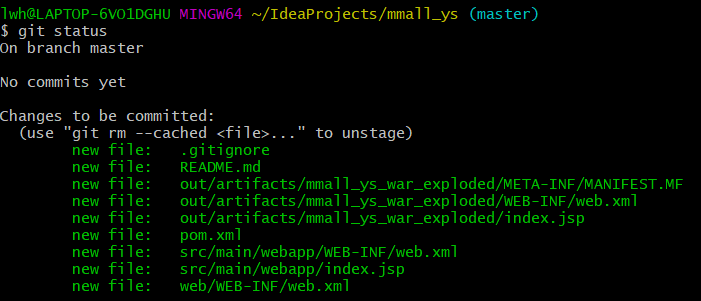 lwh@LAPTOP-6VO1DGHU MINGW64 ~/IdeaProjects/mmall_ys (master)
$ git status
On branch master
No commits yet
Changes to be committed:
(use "git rm --cached <file>..." to unstage)
new file: .gitignore
new file: README.md
new file: out/artifacts/mmall_ys_war_exploded/META-INF/MANIFEST.MF
new file: out/artifacts/mmall_ys_war_exploded/WEB-INF/web.xml
new file: out/artifacts/mmall_ys_war_exploded/index.jsp
new file: pom.xml
new file: src/main/webapp/WEB-INF/web.xml
new file: src/main/webapp/index.jsp
new file: web/WEB-INF/web.xml